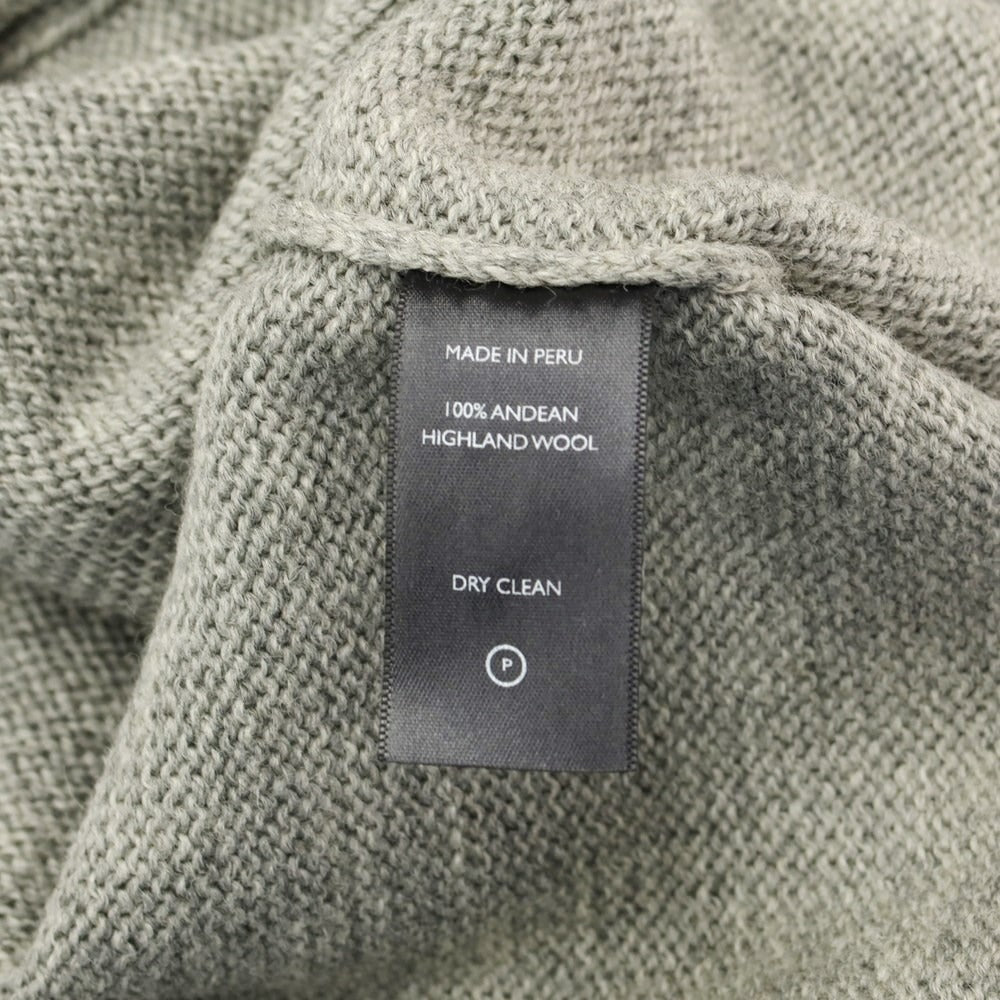 MADE IN PERU
100% ANDEAN
HIGHLAND WOOL
DRY CLEAN
P